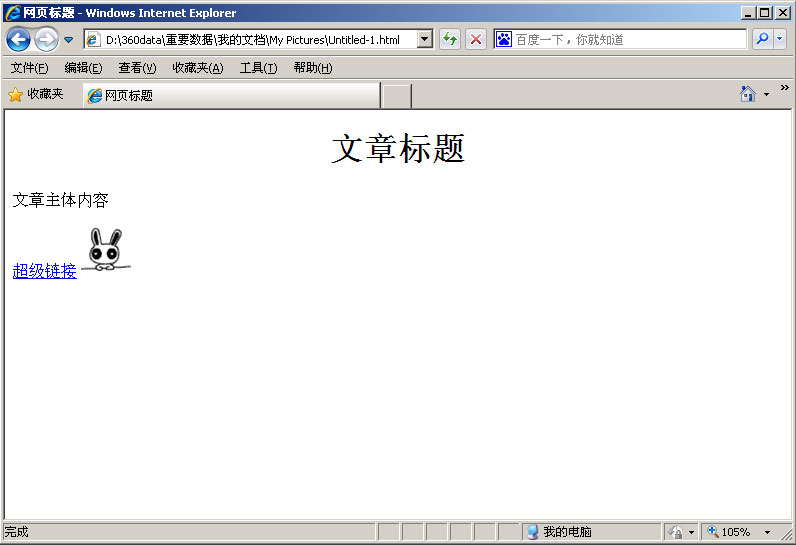 网页标题 - Windows Internet Explorer
D:\360data\重要数据\我的文档\My Pictures\Untitled-1.html
百度一下，你就知道
文件(F) 编辑(E) 查看(V) 收藏夹(A) 工具(T) 帮助(H)
收藏夹 网页标题
文章标题
文章主体内容
超级链接
完成 我的电脑 105%